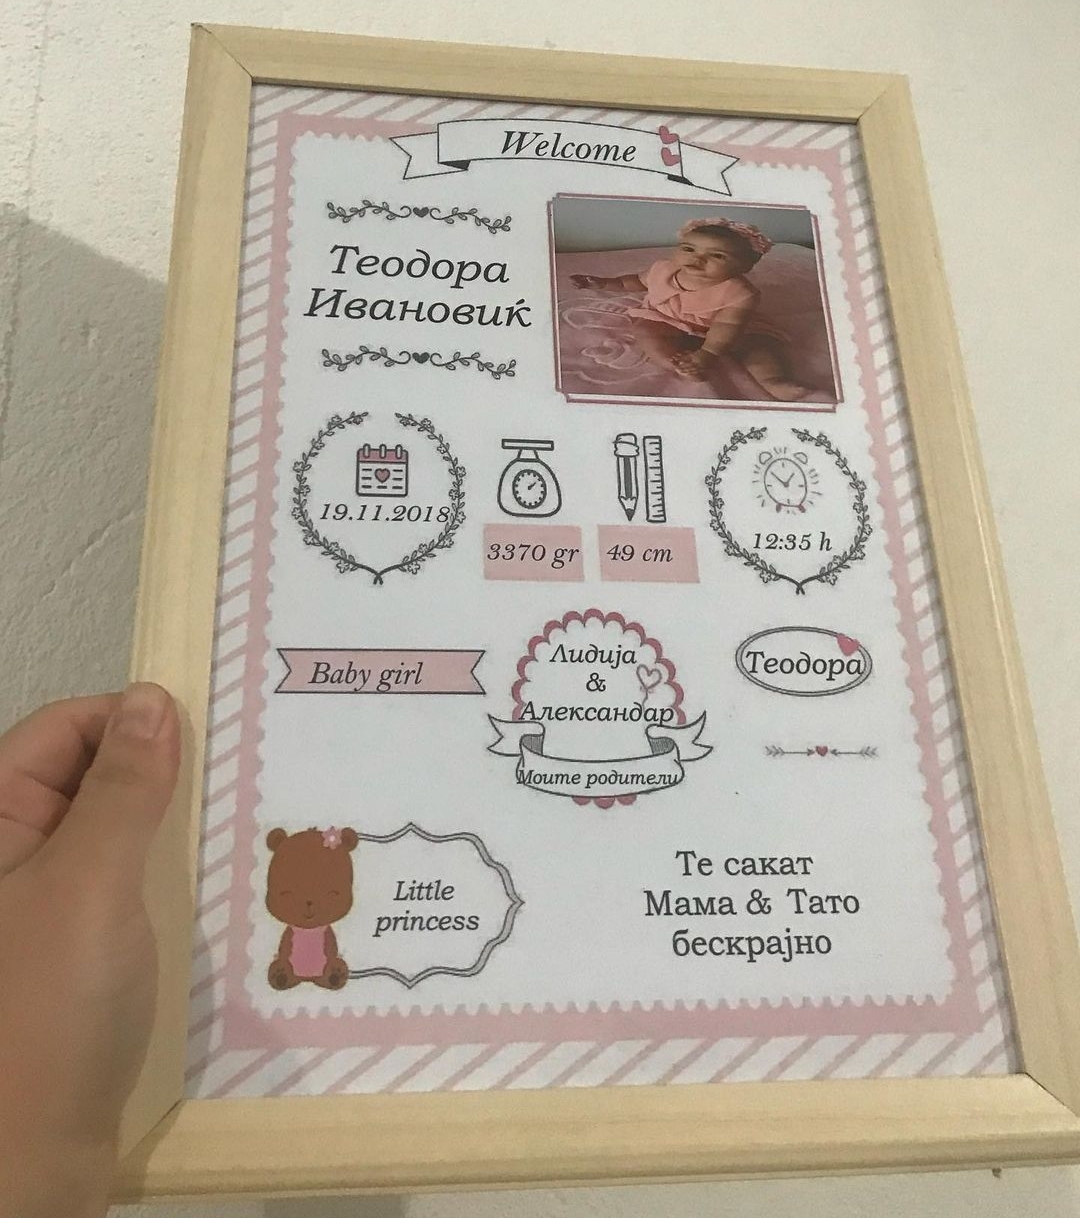 Welcome
Теодора
Ивановиќ
19.11.2018
3370 gr
49 cm
12:35 h
Baby girl
Лидија
&
Александар
Моите родители
Теодора
Little
princess
Те сакат
Мама & Тато
бескрајно